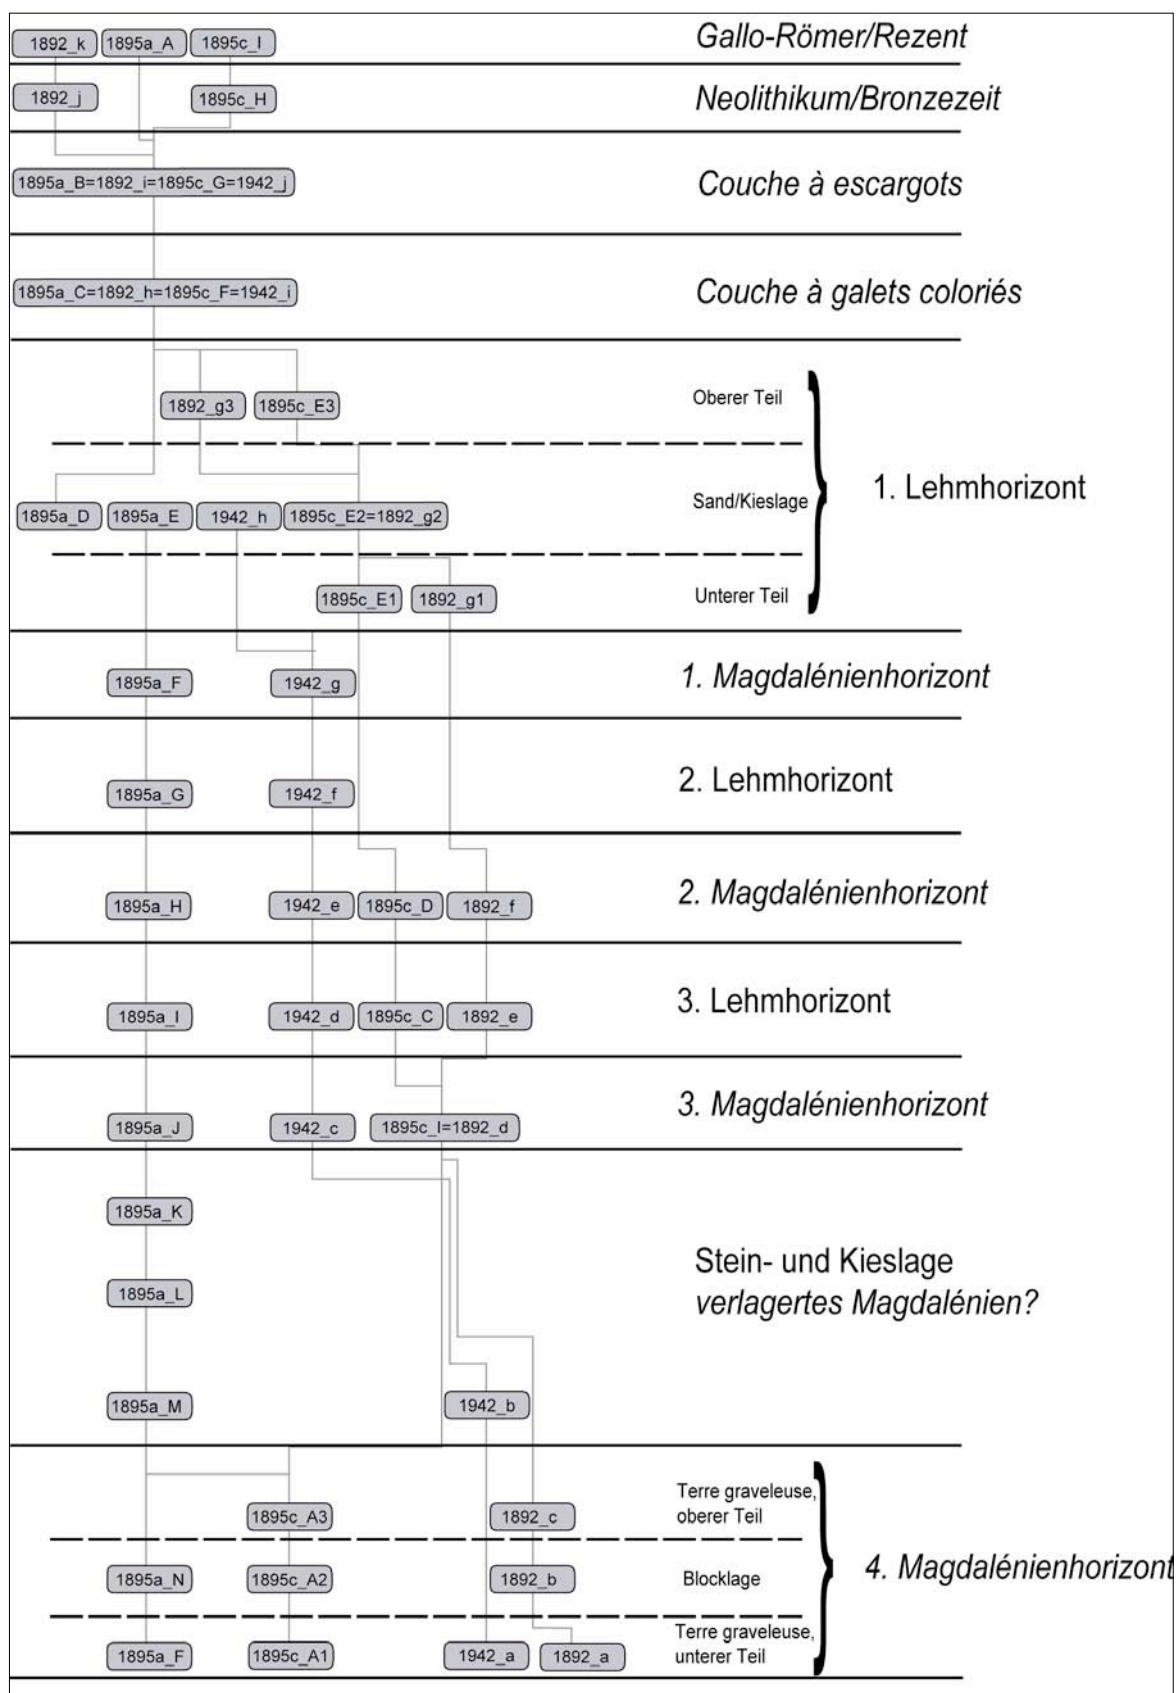 1892_k 1895a_A 1895c_I Gallo-Römer/Rezent
1892_j 1895c_H Neolithikum/Bronzezeit
1895a_B=1892_i=1895c_G=1942_j Couche à escargots
1895a_C=1892_h=1895c_F=1942_i Couche à galets coloriés
1892_g3 1895c_E3 Oberer Teil
1895a_D 1895a_E 1942_h 1895c_E2=1892_g2 Sand/Kieslage 1. Lehmhorizont
1895c_E1 1892_g1 Unterer Teil
1895a_F 1942_g 1. Magdalénienhorizont
1895a_G 1942_f 2. Lehmhorizont
1895a_H 1942_e 1895c_D 1892_f 2. Magdalénienhorizont
1895a_I 1942_d 1895c_C 1892_e 3. Lehmhorizont
1895a_J 1942_c 1895c_I=1892_d 3. Magdalénienhorizont
1895a_K
1895a_L
Stein- und Kieslage
verlagertes Magdalénien?
1895a_M 1942_b
Terre graveleuse,
1895c_A3 1892_c oberer Teil
1895a_N 1895c_A2 1892_b Blocklage 4. Magdalénienhorizont
Terre graveleuse,
1895a_F 1895c_A1 1942_a 1892_a unterer Teil